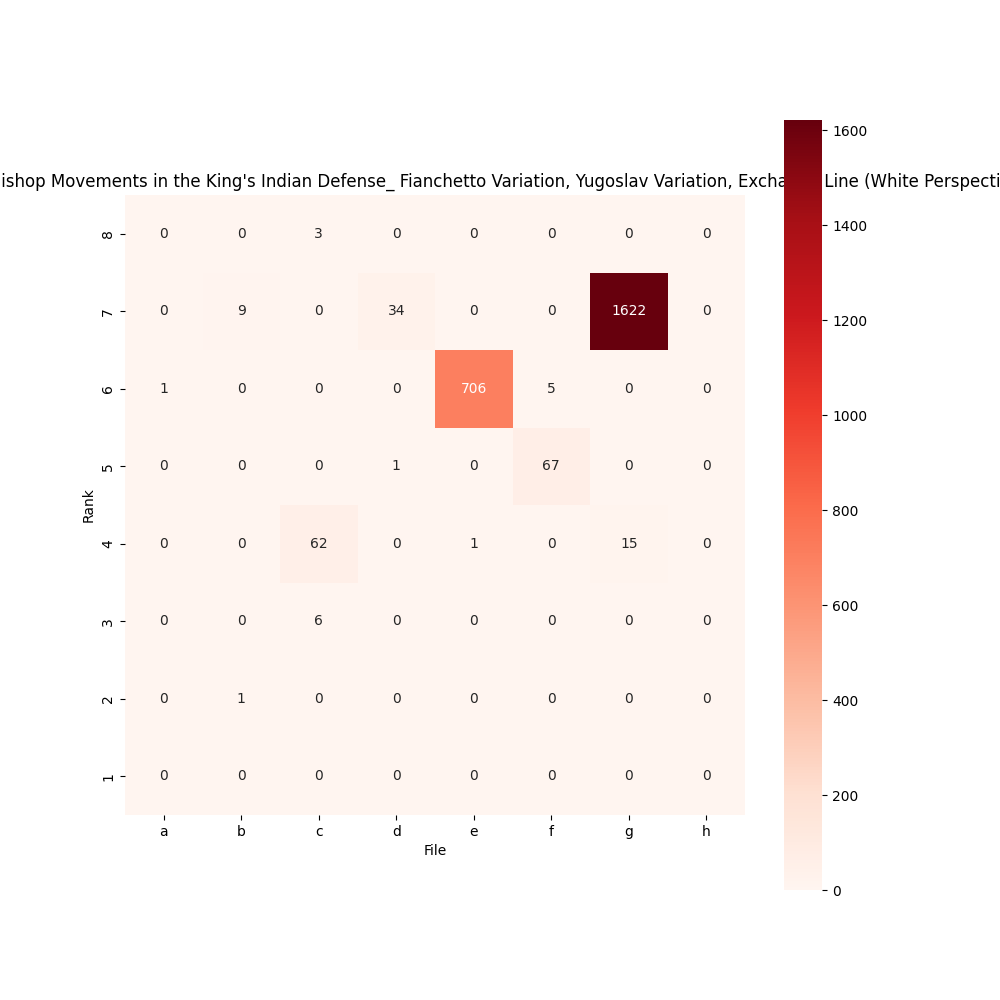 1600
ishop Movements in the King's Indian Defense_ Fianchetto Variation, Yugoslav Variation, Exchange Line (White Perspecti
8 0 0 3 0 0 0 0 0
1400
7 0 9 0 34 0 0 1622 0
1200
6 1 0 0 0 706 5 0 0
1000
5 0 0 0 1 0 67 0 0
800
Rank
4 0 0 62 0 1 0 15 0
600
3 0 0 6 0 0 0 0 0
400
2 0 1 0 0 0 0 0 0
1 0 0 0 0 0 0 0 0
200
a b c d e f g h
File
0